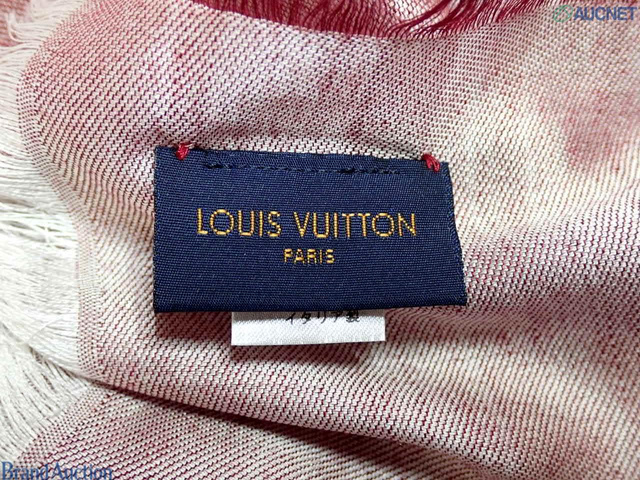 AUCNET
LOUIS VUITTON
PARIS
イタリア製
Brand Auction